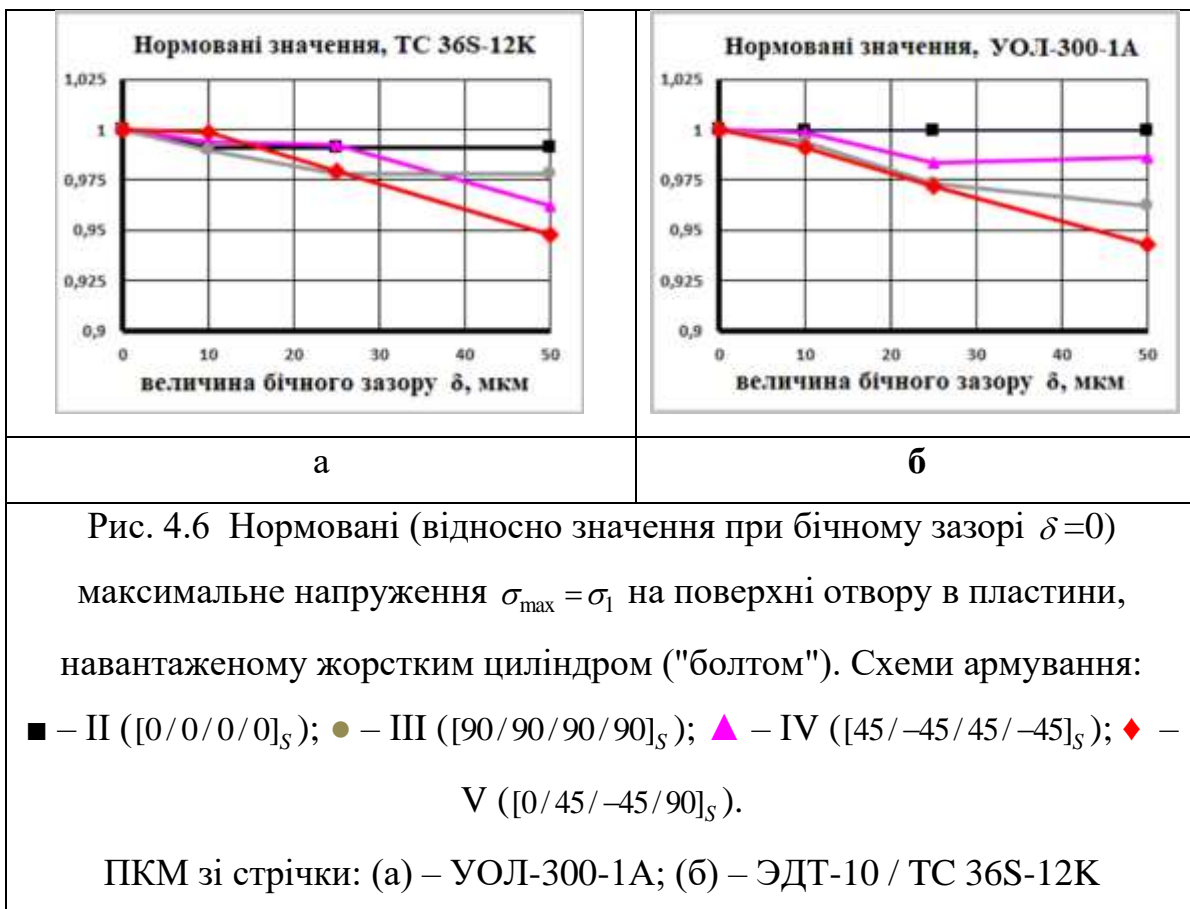 Нормовані значення, ТС 36S-12К
1,025
1
0,975
0,95
0,925
0,9
0 10 20 30 40 50
величина бічного зазору δ, мкм
Нормовані значення, УОЛ-300-1А
1,025
1
0,975
0,95
0,925
0,9
0 10 20 30 40 50
величина бічного зазору δ, мкм
а б
Рис. 4.6 Нормовані (відносно значення при бічному зазорі δ =0)
максимальне напруження σmax = σ1 на поверхні отвору в пластини,
навантаженому жорстким циліндром ("болтом"). Схеми армування:
■ – II ([0/0/0/0]S); ● – III ([90/90/90/90]S); ▲ – IV ([45/–45/45/–45]S); ♦ –
V ([0/45/–45/90]S).
ПКМ зі стрічки: (а) – УОЛ-300-1А; (б) – ЭДТ-10 / ТС 36S-12K